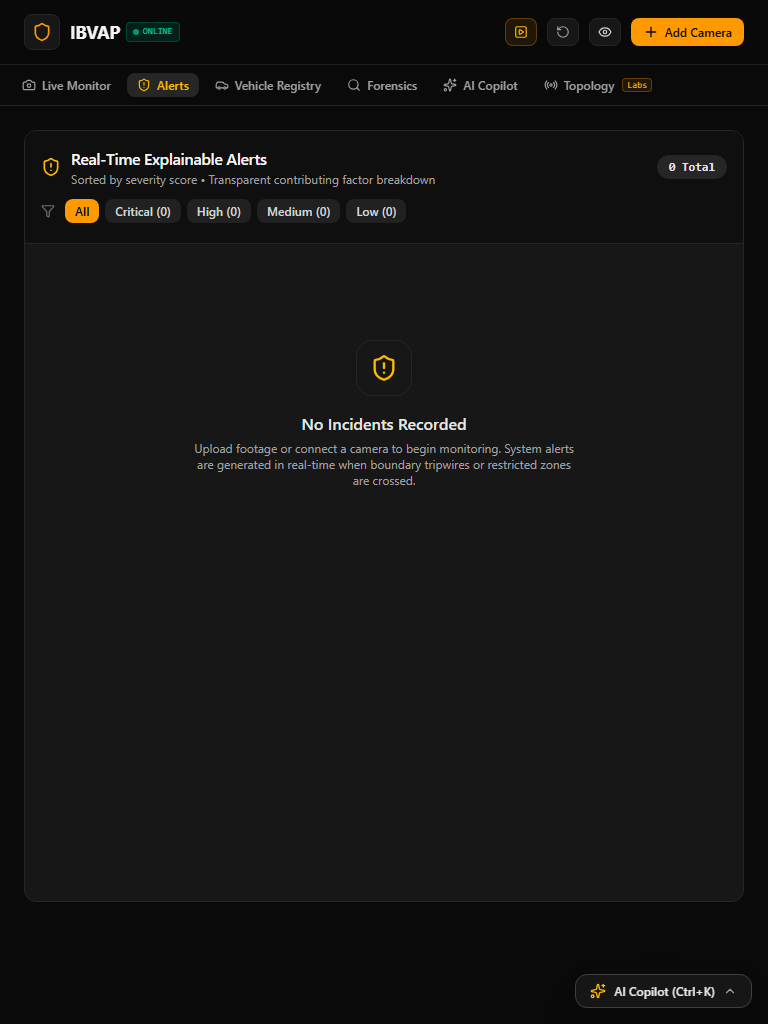 IBVAP
ONLINE
Add Camera
Live Monitor
Alerts
Vehicle Registry
Forensics
AI Copilot
Topology
Labs
Real-Time Explainable Alerts
Sorted by severity score • Transparent contributing factor breakdown
0 Total
All
Critical (0)
High (0)
Medium (0)
Low (0)
No Incidents Recorded
Upload footage or connect a camera to begin monitoring. System alerts
are generated in real-time when boundary tripwires or restricted zones
are crossed.
AI Copilot (Ctrl+K)